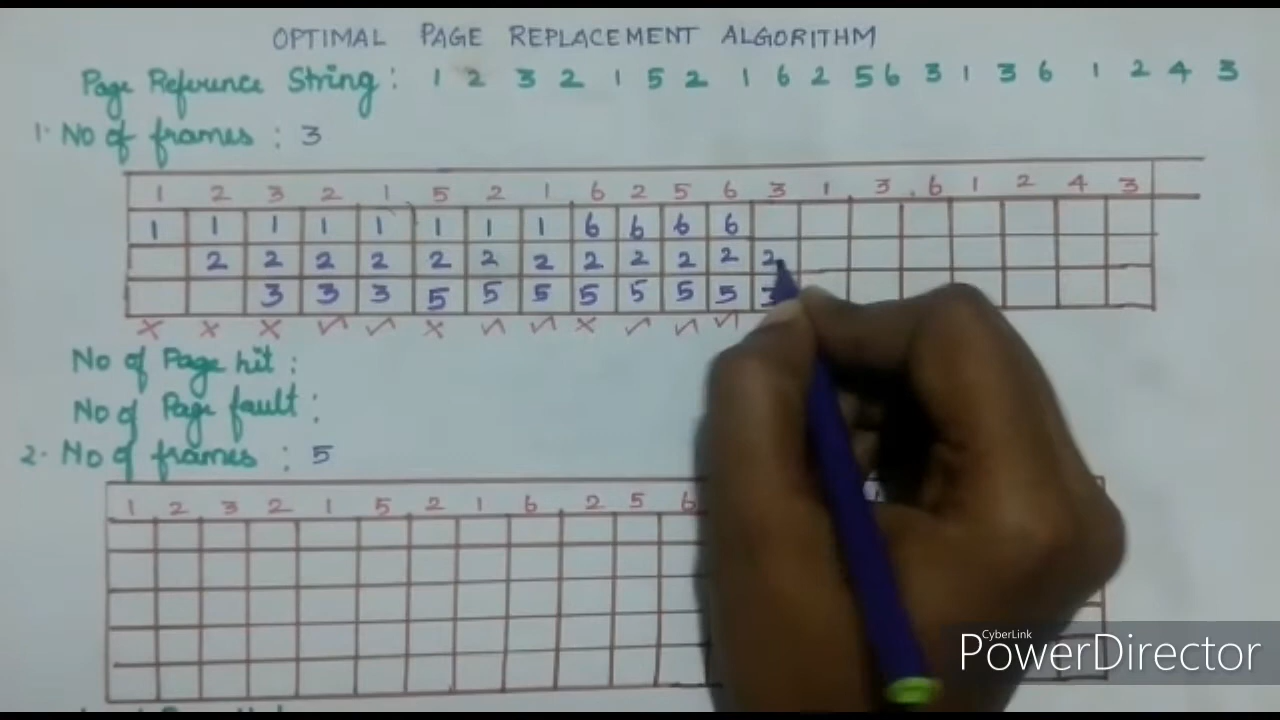 OPTIMAL PAGE REPLACEMENT ALGORITHM
Page Reference String: 1 2 3 2 1 5 2 1 6 2 5 6 3 1 3 6 1 2 4 3
1. No of frames : 3
1 2 3 2 1 5 2 1 6 2 5 6 3 1 3 6 1 2 4 3
1 1 1 1 1 1 1 1 6 6 6 6
2 2 2 2 2 2 2 2 2 2 2 2
3 3 3 5 5 5 5 5 5 5 3
x x x ✓ ✓ x ✓ ✓ x ✓ ✓ ✓
No of Page hit :
No of Page fault :
2. No of frames : 5
1 2 3 2 1 5 2 1 6 2 5 6
CyberLink
PowerDirector